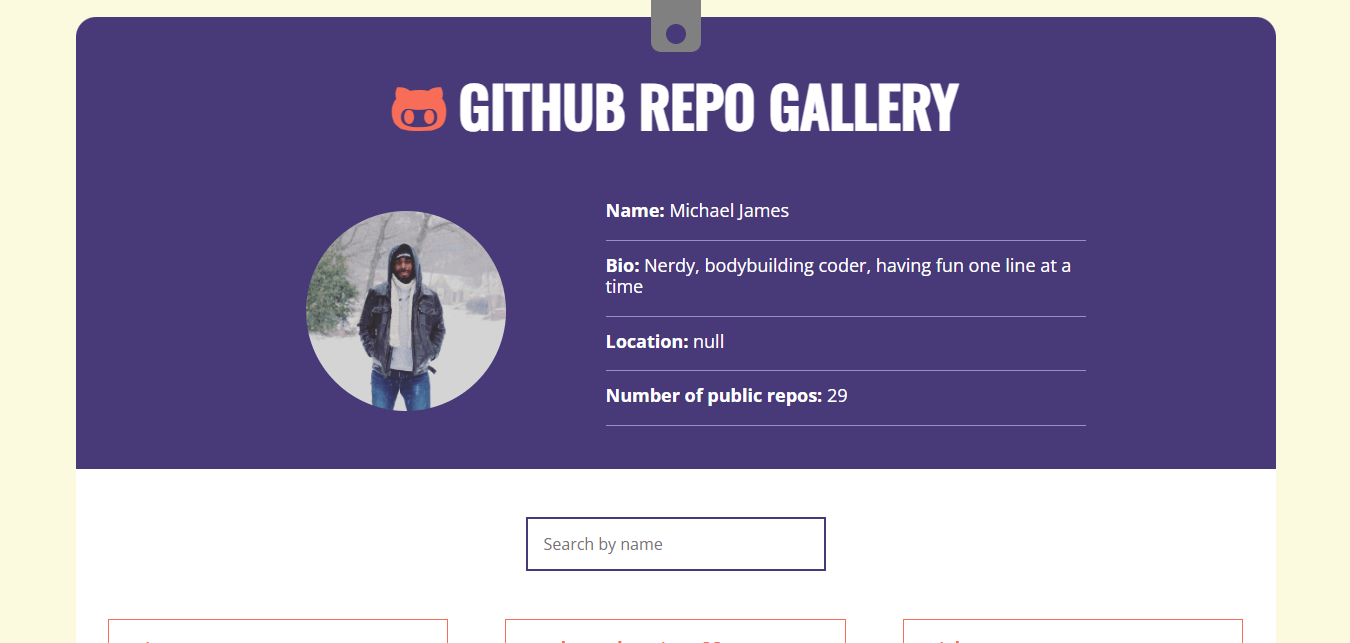 GITHUB REPO GALLERY
Name: Michael James
Bio: Nerdy, bodybuilding coder, having fun one line at a
time
Location: null
Number of public repos: 29
Search by name